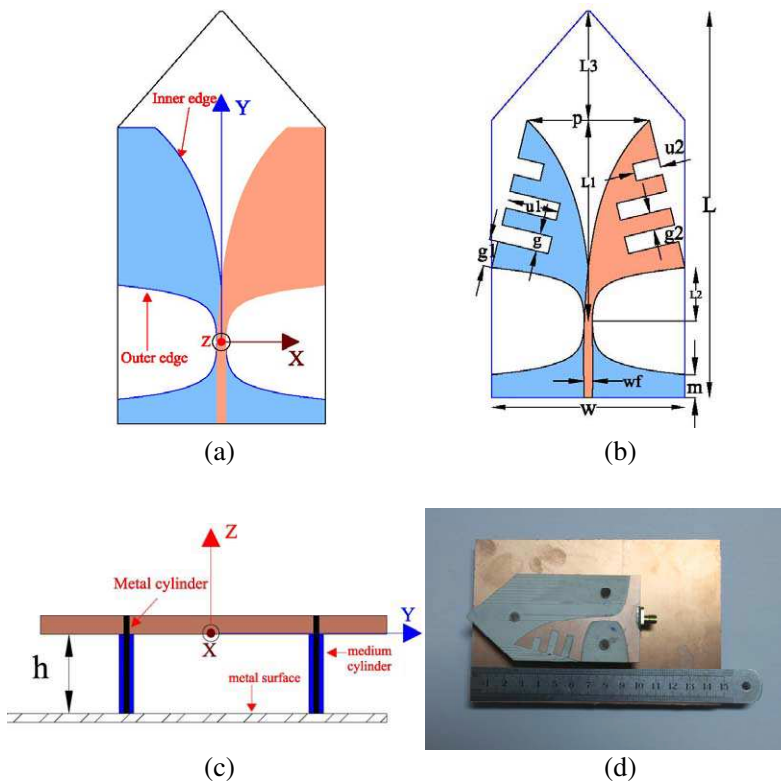 Inner edge
Y
Z
X
Outer edge
(a)
L3
p
u2
L1
u1
L
g
g2
g1
L2
wf
m
W
(b)
Z
Metal cylinder
Y
X
h
medium
cylinder
metal surface
(c)
1 2 3 4 5 6 7 8 9 10 11 12 13 14 15
(d)